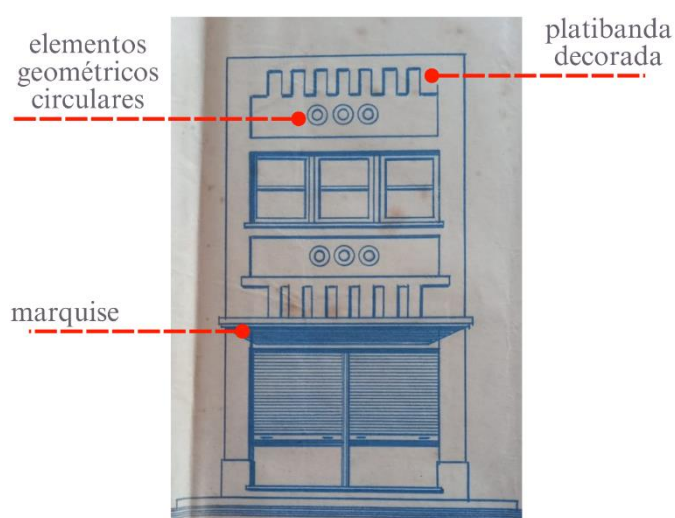 elementos
geométricos
circulares
platibanda
decorada
marquise